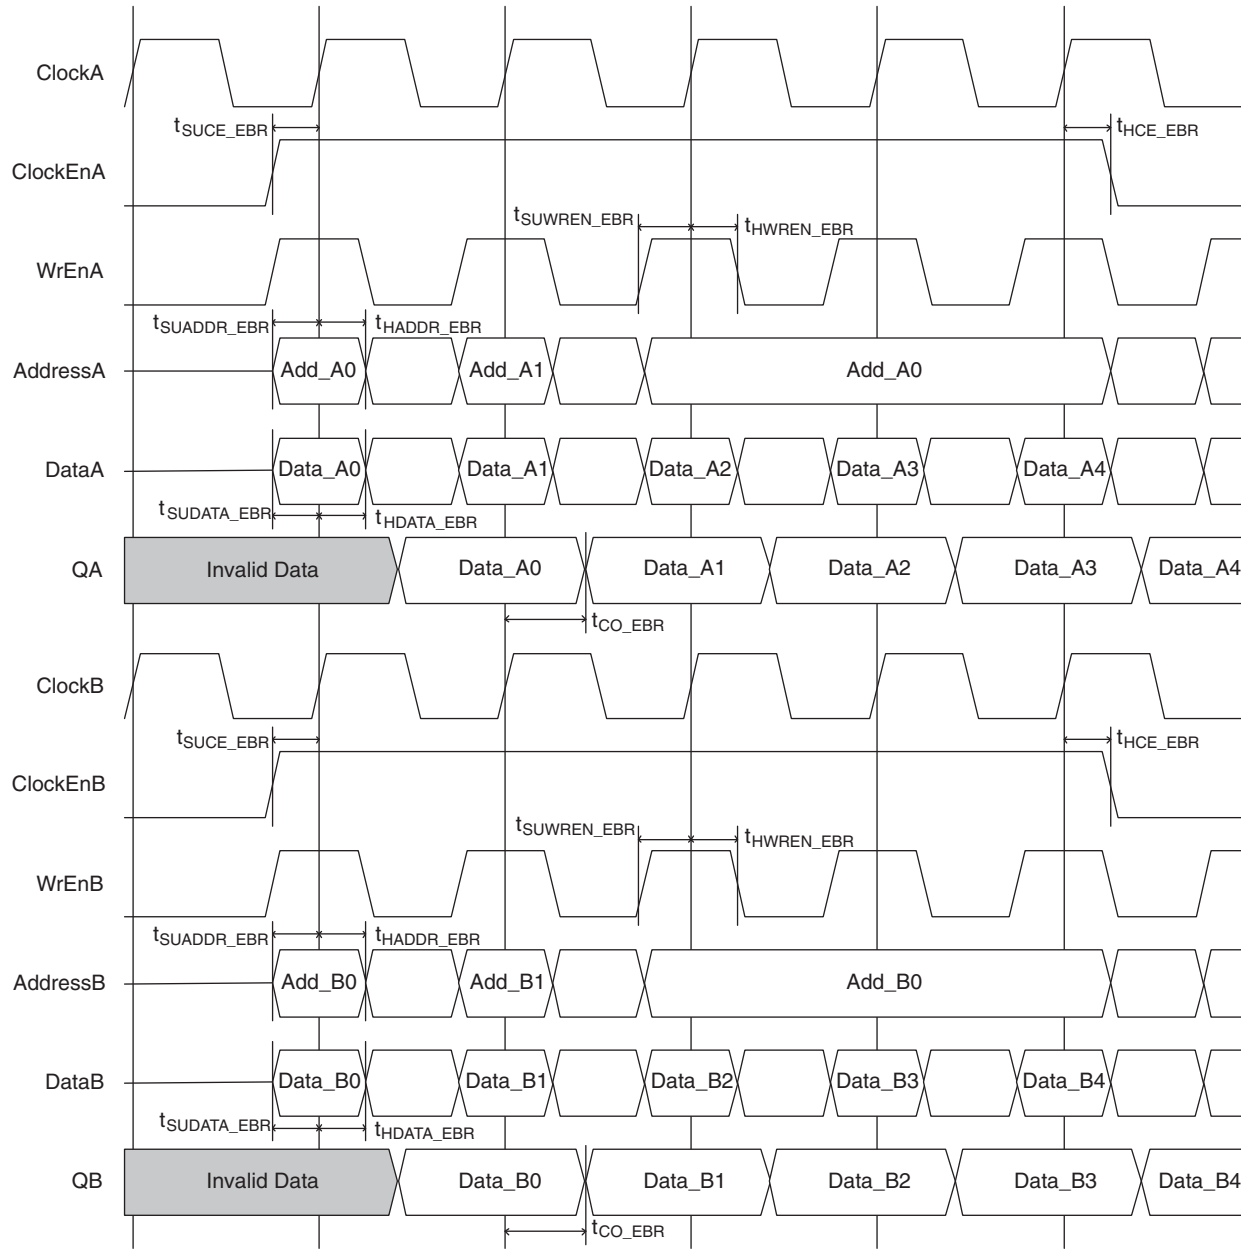 ClockA
tSUCE_EBR tHCE_EBR
ClockEnA
tSUWREN_EBR tHWREN_EBR
WrEnA
tSUADDR_EBR tHADDR_EBR
AddressA Add_A0 Add_A1 Add_A0
DataA Data_A0 Data_A1 Data_A2 Data_A3 Data_A4
tSUDATA_EBR tHDATA_EBR
QA Invalid Data Data_A0 Data_A1 Data_A2 Data_A3 Data_A4
tCO_EBR
ClockB
tSUCE_EBR tHCE_EBR
ClockEnB
tSUWREN_EBR tHWREN_EBR
WrEnB
tSUADDR_EBR tHADDR_EBR
AddressB Add_B0 Add_B1 Add_B0
DataB Data_B0 Data_B1 Data_B2 Data_B3 Data_B4
tSUDATA_EBR tHDATA_EBR
QB Invalid Data Data_B0 Data_B1 Data_B2 Data_B3 Data_B4
tCO_EBR